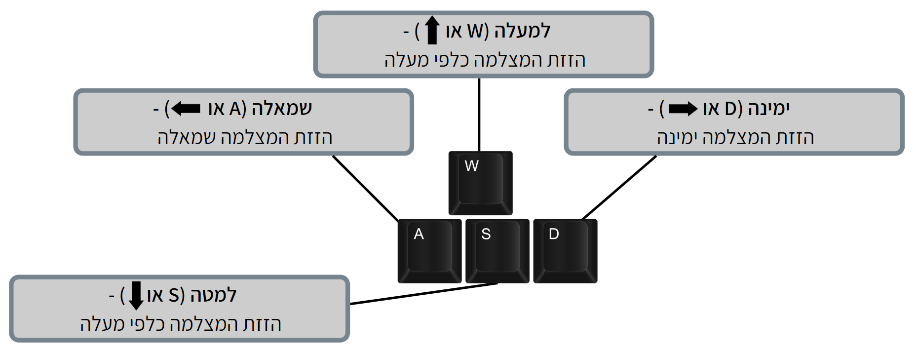 למעלה (W או ⬆) -
הזזת המצלמה כלפי מעלה
שמאלה (A או ⬅) -
הזזת המצלמה שמאלה
ימינה (D או ➡) -
הזזת המצלמה ימינה
W
A
S
D
למטה (S או ⬇) -
הזזת המצלמה כלפי מעלה